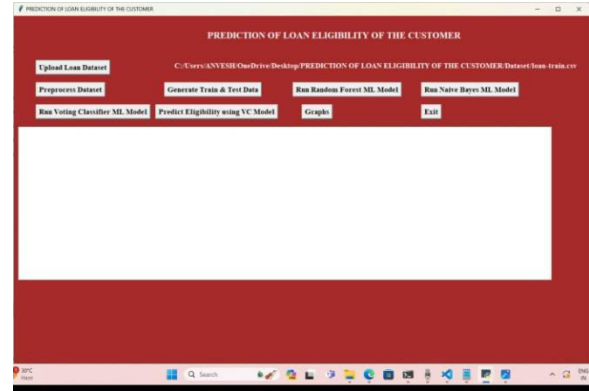 PREDICTION OF LOAN ELIGIBILITY OF THE CUSTOMER
PREDICTION OF LOAN ELIGIBILITY OF THE CUSTOMER
Upload Loan Dataset C:/Users/ANVESH/OneDrive/Desktop/PREDICTION OF LOAN ELIGIBILITY OF THE CUSTOMER/Dataset/loan-train.csv
Preprocess Dataset Generate Train & Test Data Run Random Forest ML Model Run Naive Bayes ML Model
Run Voting Classifier ML Model Predict Eligibility using VC Model Graphs Exit
30°C Search ENG
Haze IN